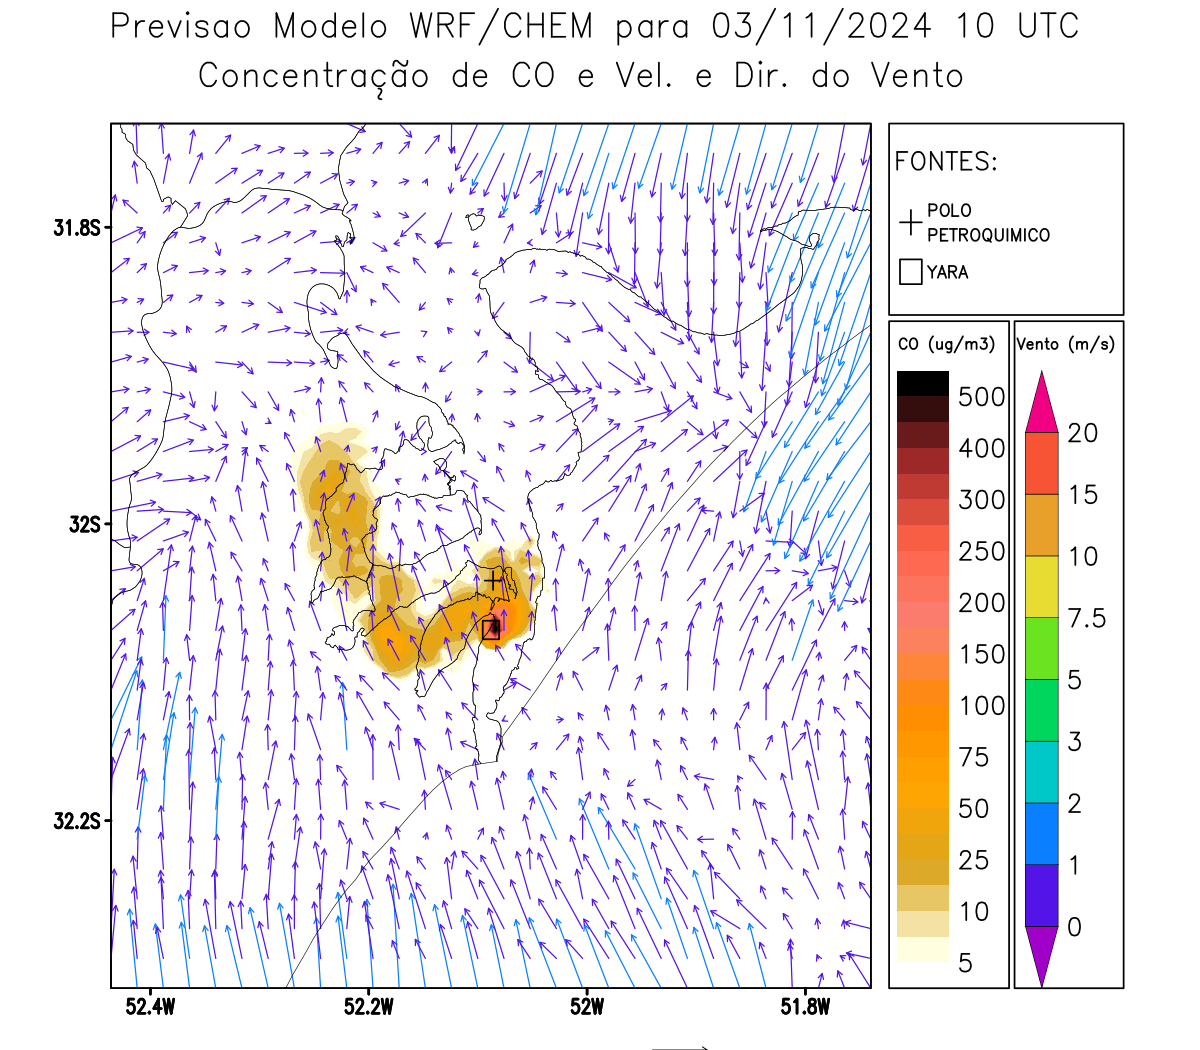 Previsao Modelo WRF/CHEM para 03/11/2024 10 UTC
Concentração de CO e Vel. e Dir. do Vento
FONTES:
POLO
PETROQUIMICO
YARA
31.8S
32S
32.2S
52.4W
52.2W
52W
51.8W
CO (ug/m3)
500
400
300
250
200
150
100
75
50
25
10
5
Vento (m/s)
20
15
10
7.5
5
3
2
1
0